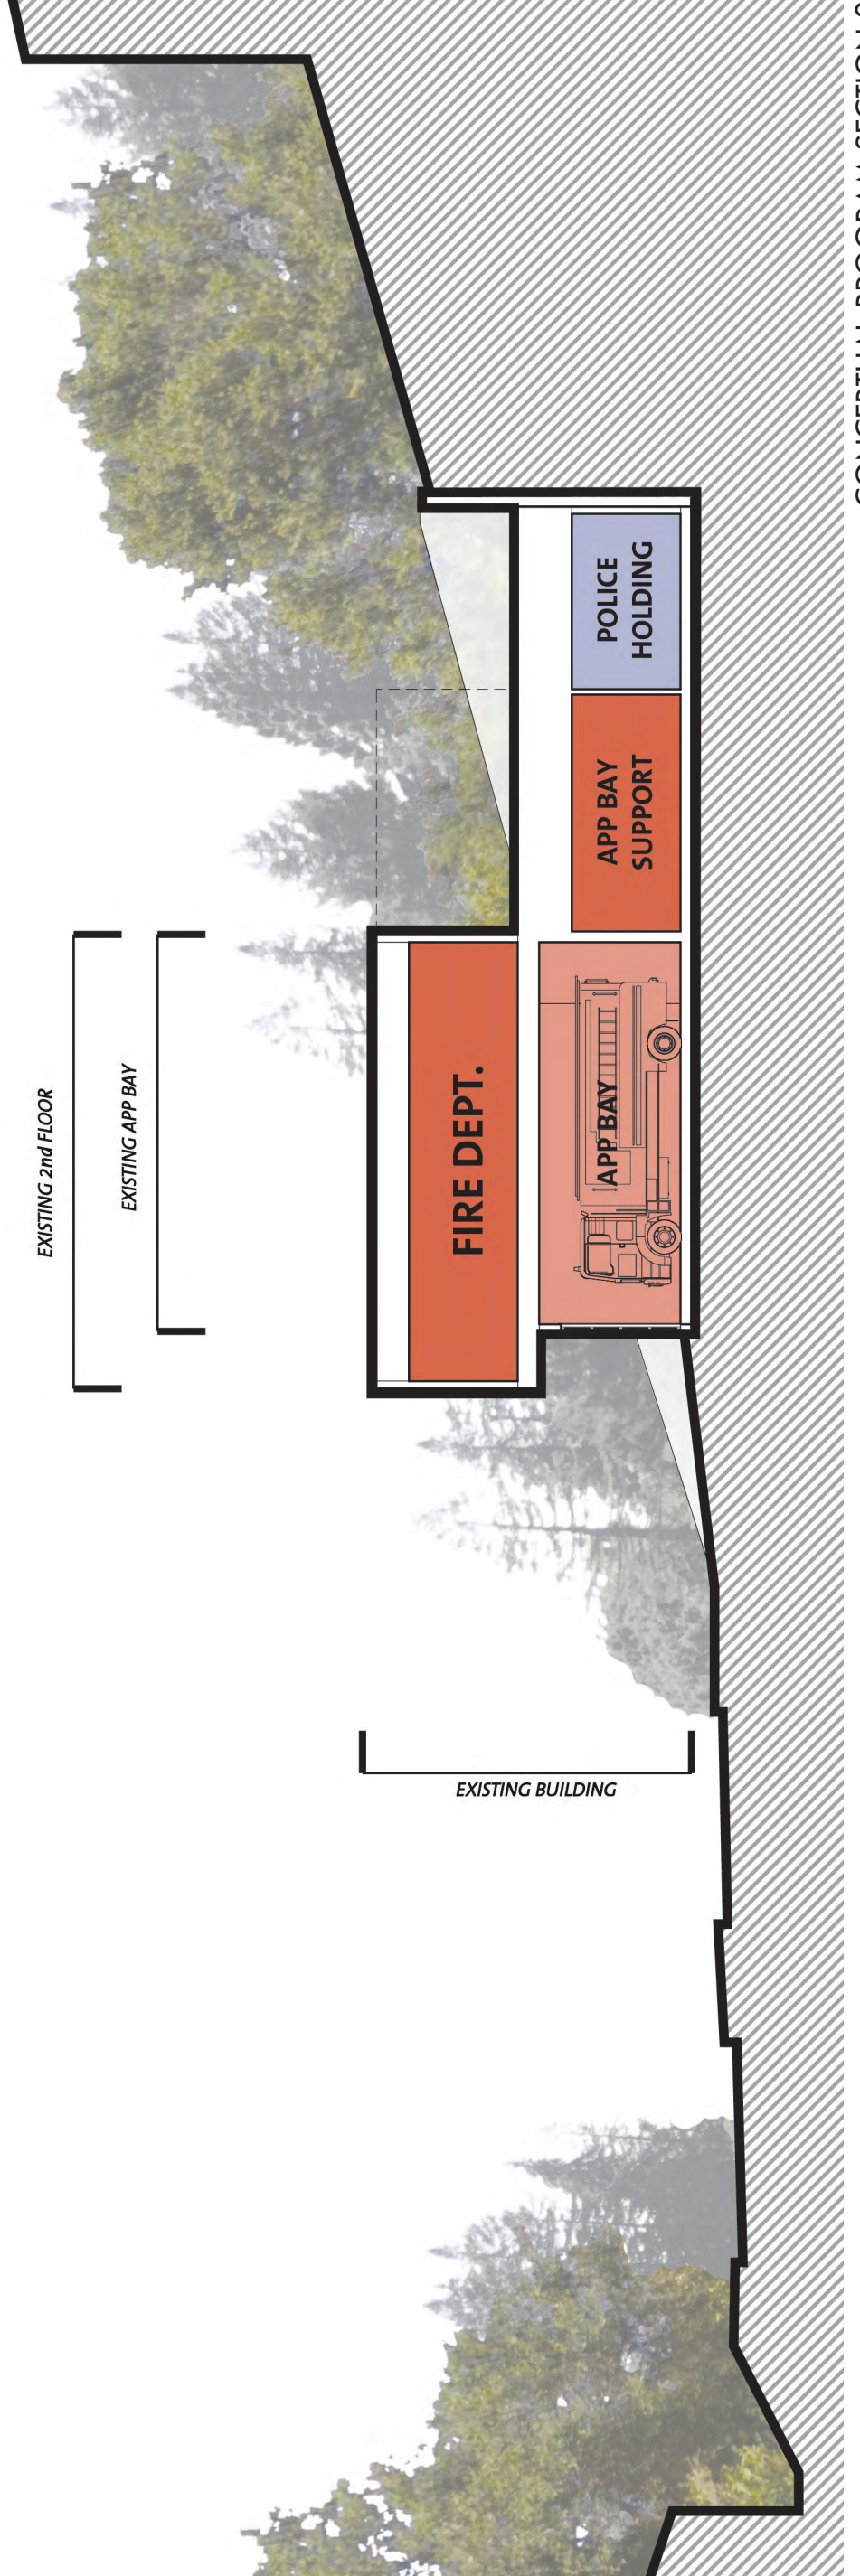 EXISTING 2nd FLOOR
EXISTING APP BAY
FIRE DEPT.
APP BAY
APP BAY
SUPPORT
POLICE
HOLDING
EXISTING BUILDING